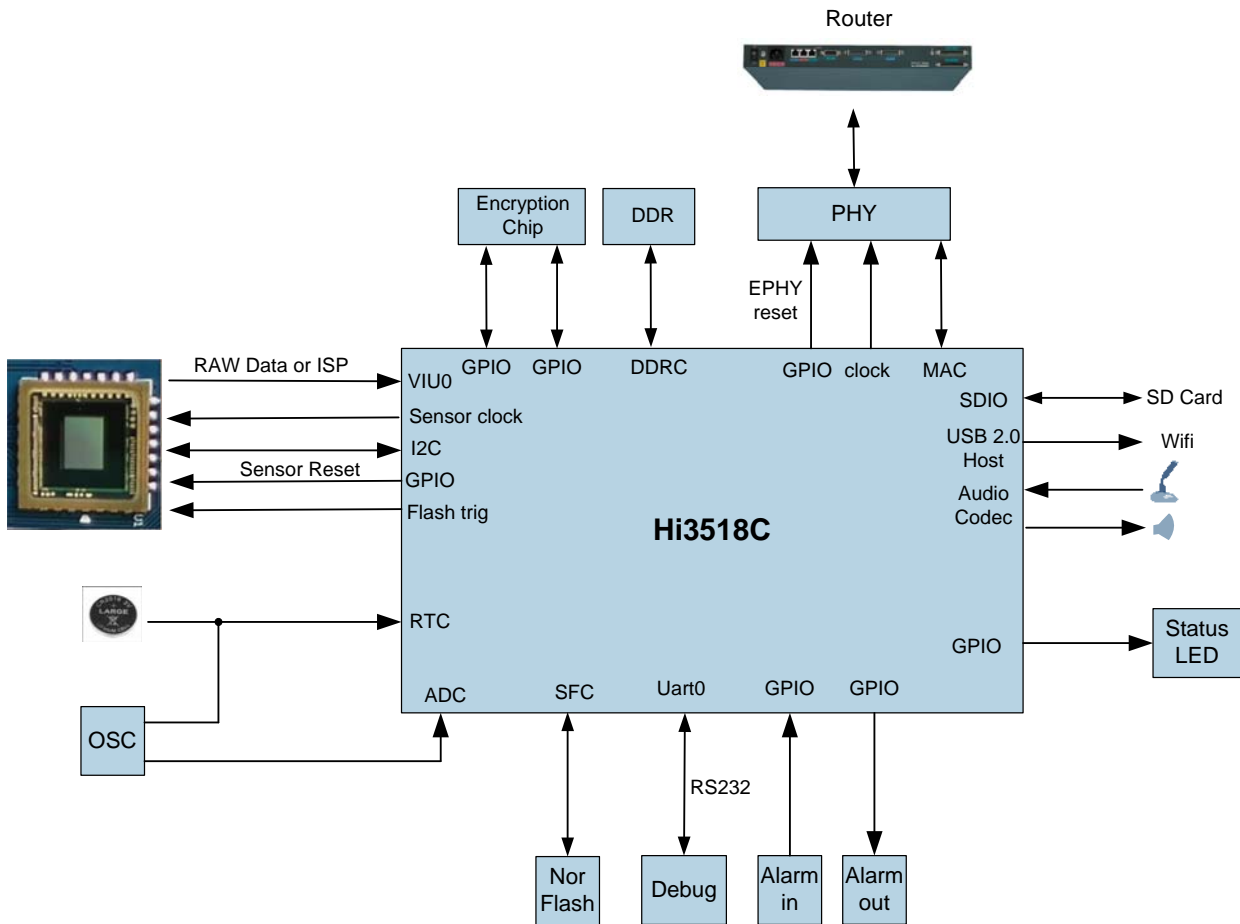 Router
Encryption
Chip
DDR
PHY
EPHY
reset
GPIO
GPIO
DDRC
GPIO
clock
MAC
RAW Data or ISP
VIU0
Sensor clock
I2C
Sensor Reset
GPIO
Flash trig
SDIO
SD Card
USB 2.0
Host
Wifi
Audio
Codec
Hi3518C
LARGE
RTC
GPIO
Status
LED
ADC
SFC
Uart0
GPIO
GPIO
OSC
RS232
Nor
Flash
Debug
Alarm
in
Alarm
out